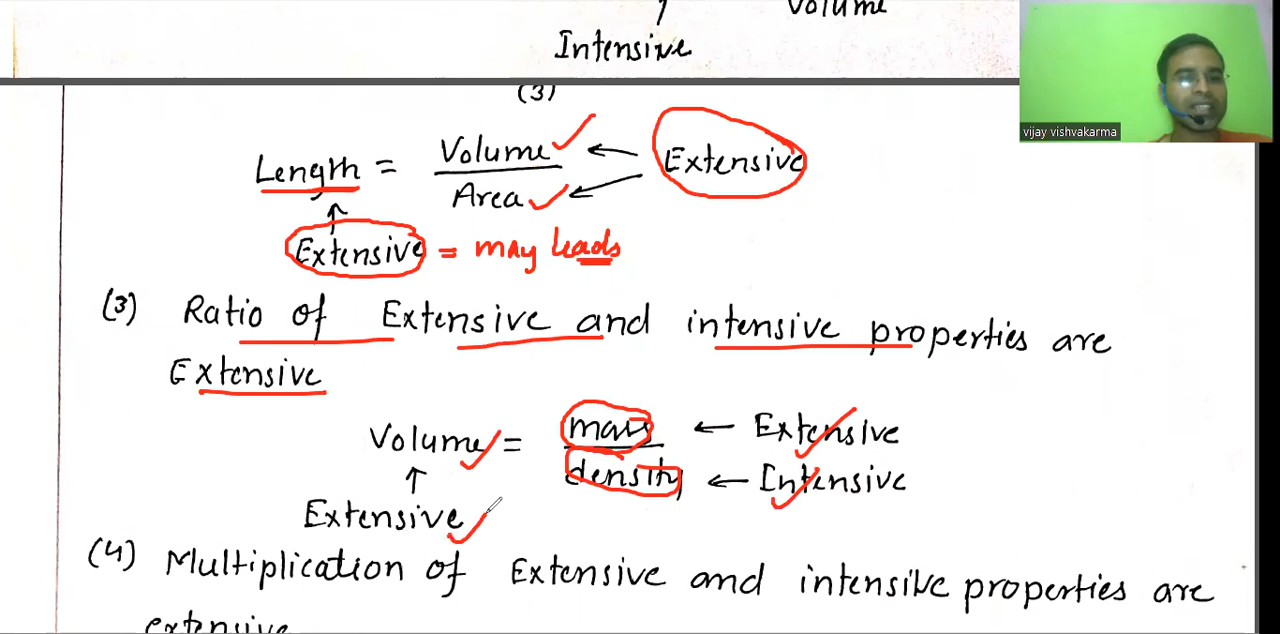 Volume
Intensive
(3)
Length = Volume / Area ← Extensive
↑
Extensive = may leads
(3) Ratio of Extensive and intensive properties are
Extensive
Volume = mass / density ← Extensive
← Intensive
↑
Extensive
(4) Multiplication of Extensive and intensive properties are
extensive
vijay vishvakarma